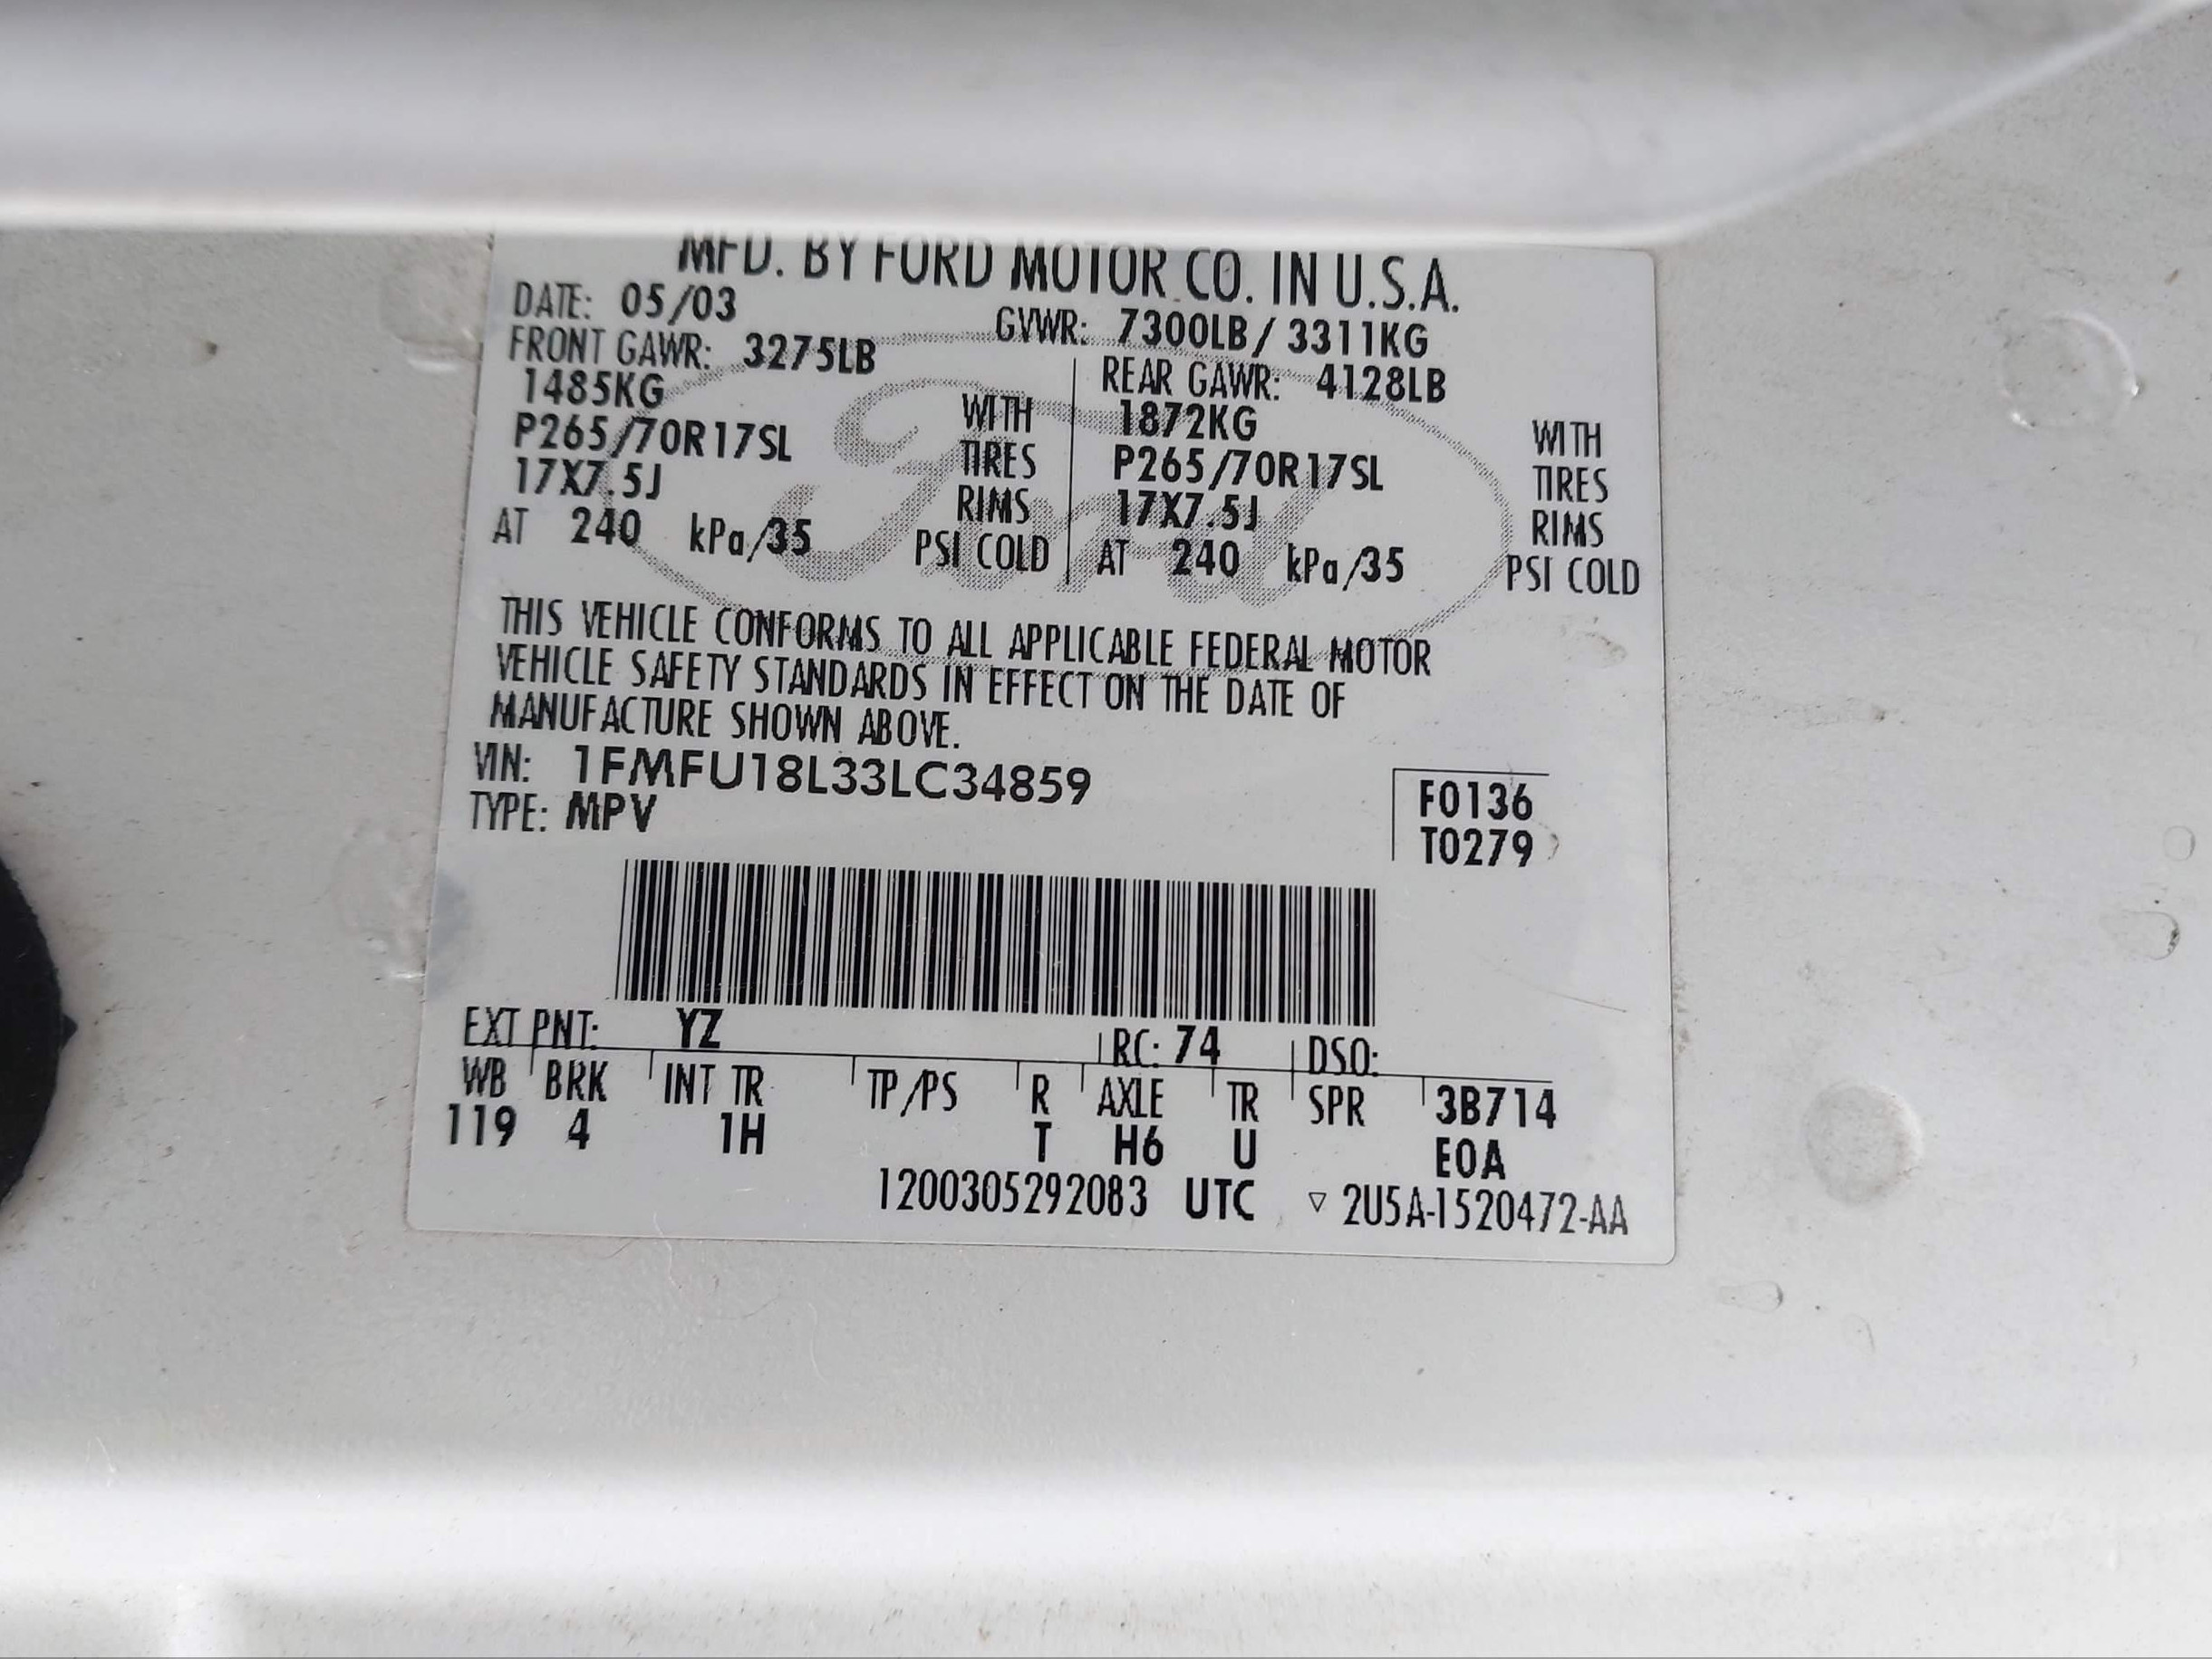 MFD. BY FORD MOTOR CO. IN U.S.A.
DATE: 05/03 GVWR: 7300LB/ 3311KG
FRONT GAWR: 3275LB REAR GAWR: 4128LB
1485KG WITH 1872KG WITH
P265/70R17SL TIRES P265/70R17SL TIRES
17X7.5J RIMS 17X7.5J RIMS
AT 240 kPa/35 PSI COLD AT 240 kPa/35 PSI COLD
Ford
THIS VEHICLE CONFORMS TO ALL APPLICABLE FEDERAL MOTOR
VEHICLE SAFETY STANDARDS IN EFFECT ON THE DATE OF
MANUFACTURE SHOWN ABOVE.
VIN: 1FMFU18L33LC34859 F0136
TYPE: MPV T0279
EXT PNT: YZ RC: 74 DSO:
WB BRK INT TR TP/PS R AXLE TR SPR 3B714
119 4 1H T H6 U E0A
1200305292083 UTC ▽ 2U5A-1520472-AA